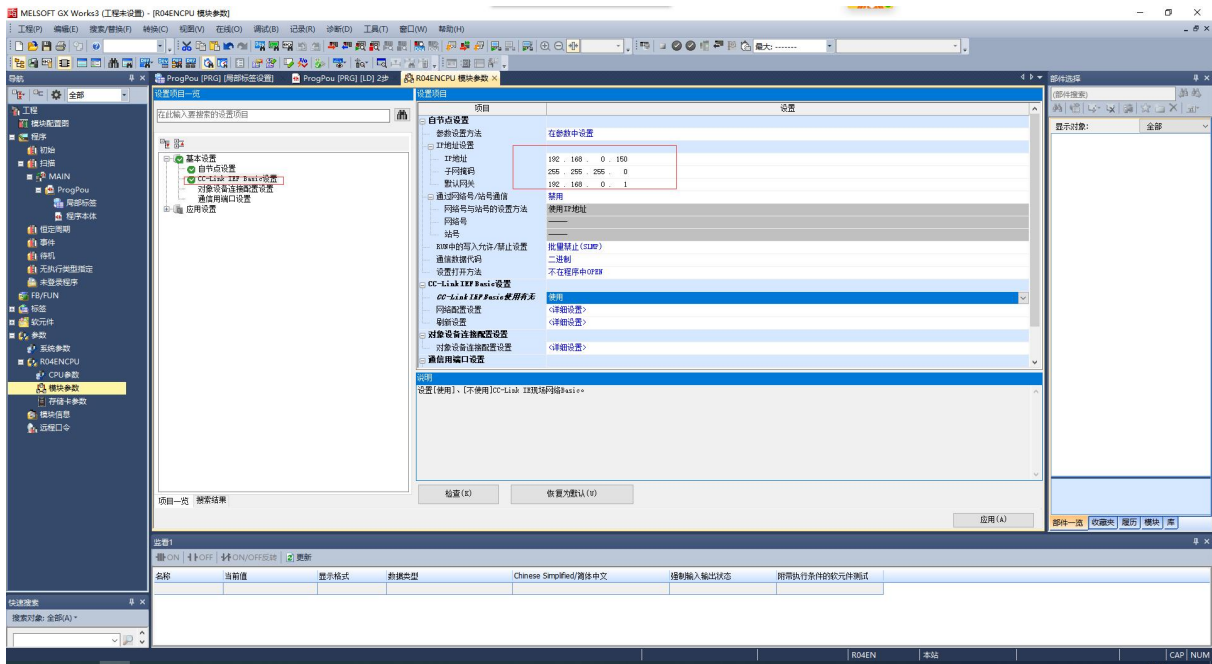 MELSOFT GX Works3 (工程未设置) - [R04ENCPU 模块参数]
工程(P) 编辑(E) 搜索/替换(F) 转换(C) 视图(V) 在线(O) 调试(B) 记录(R) 诊断(D) 工具(T) 窗口(W) 帮助(H)
最大: -------
导航
全部
工程
模块配置图
程序
初始
扫描
MAIN
ProgPou
局部标签
程序本体
恒定周期
事件
待机
无执行类型指定
未登录程序
FB/FUN
标签
软元件
参数
系统参数
R04ENCPU
CPU参数
模块参数
存储卡参数
模块信息
远程口令
快速搜索
搜索对象: 全部(A)
ProgPou [PRG] [局部标签设置]
ProgPou [PRG] [LD] 2步
R04ENCPU 模块参数
设置项目一览
在此输入要搜索的设置项目
基本设置
自节点设置
CC-Link IEF Basic设置
对象设备连接配置设置
通信用端口设置
应用设置
项目一览 搜索结果
设置项目
项目 设置
自节点设置
参数设置方法 在参数中设置
IP地址设置
IP地址 192 . 168 . 0 . 150
子网掩码 255 . 255 . 255 . 0
默认网关 192 . 168 . 0 . 1
通过网络号/站号通信 禁用
网络号与站号的设置方法 使用IP地址
网络号 ——
站号 ——
RUN中的写入允许/禁止设置 批量禁止(SLMP)
通信数据代码 二进制
设置打开方法 不在程序中OPEN
CC-Link IEF Basic设置
CC-Link IEF Basic使用有无 使用
网络配置设置 <详细设置>
刷新设置 <详细设置>
对象设备连接配置设置
对象设备连接配置设置 <详细设置>
通信用端口设置
说明
设置[使用]、[不使用]CC-Link IE现场网络Basic。
检查(K) 恢复为默认(U)
应用(A)
部件选择
(部件搜索)
显示对象: 全部
部件一览 收藏夹 履历 模块 库
监看1
ON OFF ON/OFF反转 更新
名称 当前值 显示格式 数据类型 Chinese Simplified/简体中文 强制输入输出状态 附带执行条件的软元件测试
R04EN 本站 CAP NUM